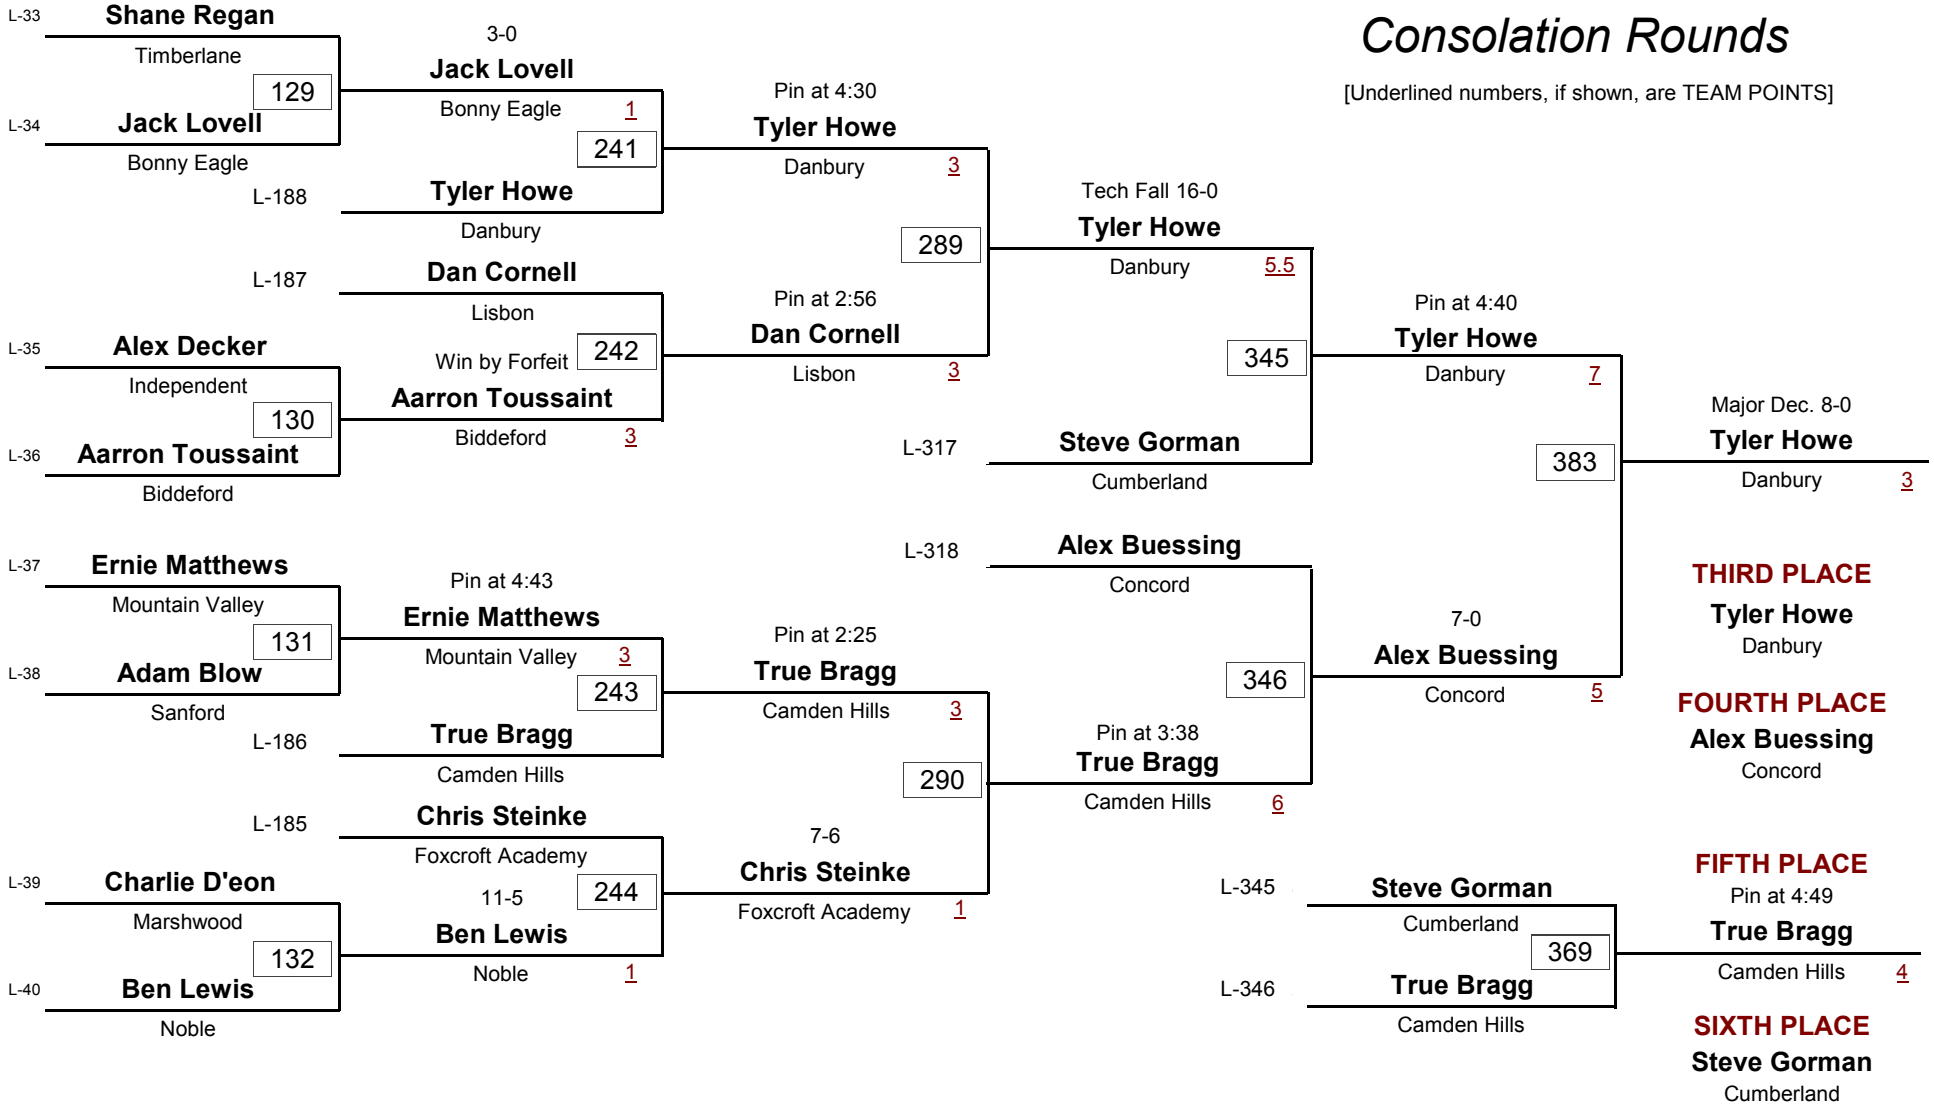 Consolation Rounds
[Underlined numbers, if shown, are TEAM POINTS]
L-33
Shane Regan
Timberlane
129
L-34
Jack Lovell
Bonny Eagle
L-35
Alex Decker
Independent
130
L-36
Aarron Toussaint
Biddeford
L-37
Ernie Matthews
Mountain Valley
131
L-38
Adam Blow
Sanford
L-39
Charlie D'eon
Marshwood
132
L-40
Ben Lewis
Noble
3-0
Jack Lovell
Bonny Eagle 1
241
L-188
Tyler Howe
Danbury
L-187
Dan Cornell
Lisbon
242
Win by Forfeit
Aarron Toussaint
Biddeford 3
Pin at 4:43
Ernie Matthews
Mountain Valley 3
243
L-186
True Bragg
Camden Hills
L-185
Chris Steinke
Foxcroft Academy
244
11-5
Ben Lewis
Noble 1
Pin at 4:30
Tyler Howe
Danbury 3
289
Pin at 2:56
Dan Cornell
Lisbon 3
Pin at 2:25
True Bragg
Camden Hills 3
290
7-6
Chris Steinke
Foxcroft Academy 1
Tech Fall 16-0
Tyler Howe
Danbury 5.5
345
L-317
Steve Gorman
Cumberland
L-318
Alex Buessing
Concord
346
Pin at 3:38
True Bragg
Camden Hills 6
Pin at 4:40
Tyler Howe
Danbury 7
383
7-0
Alex Buessing
Concord 5
Major Dec. 8-0
Tyler Howe
Danbury 3
THIRD PLACE
Tyler Howe
Danbury
FOURTH PLACE
Alex Buessing
Concord
L-345
Steve Gorman
Cumberland
369
L-346
True Bragg
Camden Hills
FIFTH PLACE
Pin at 4:49
True Bragg
Camden Hills 4
SIXTH PLACE
Steve Gorman
Cumberland